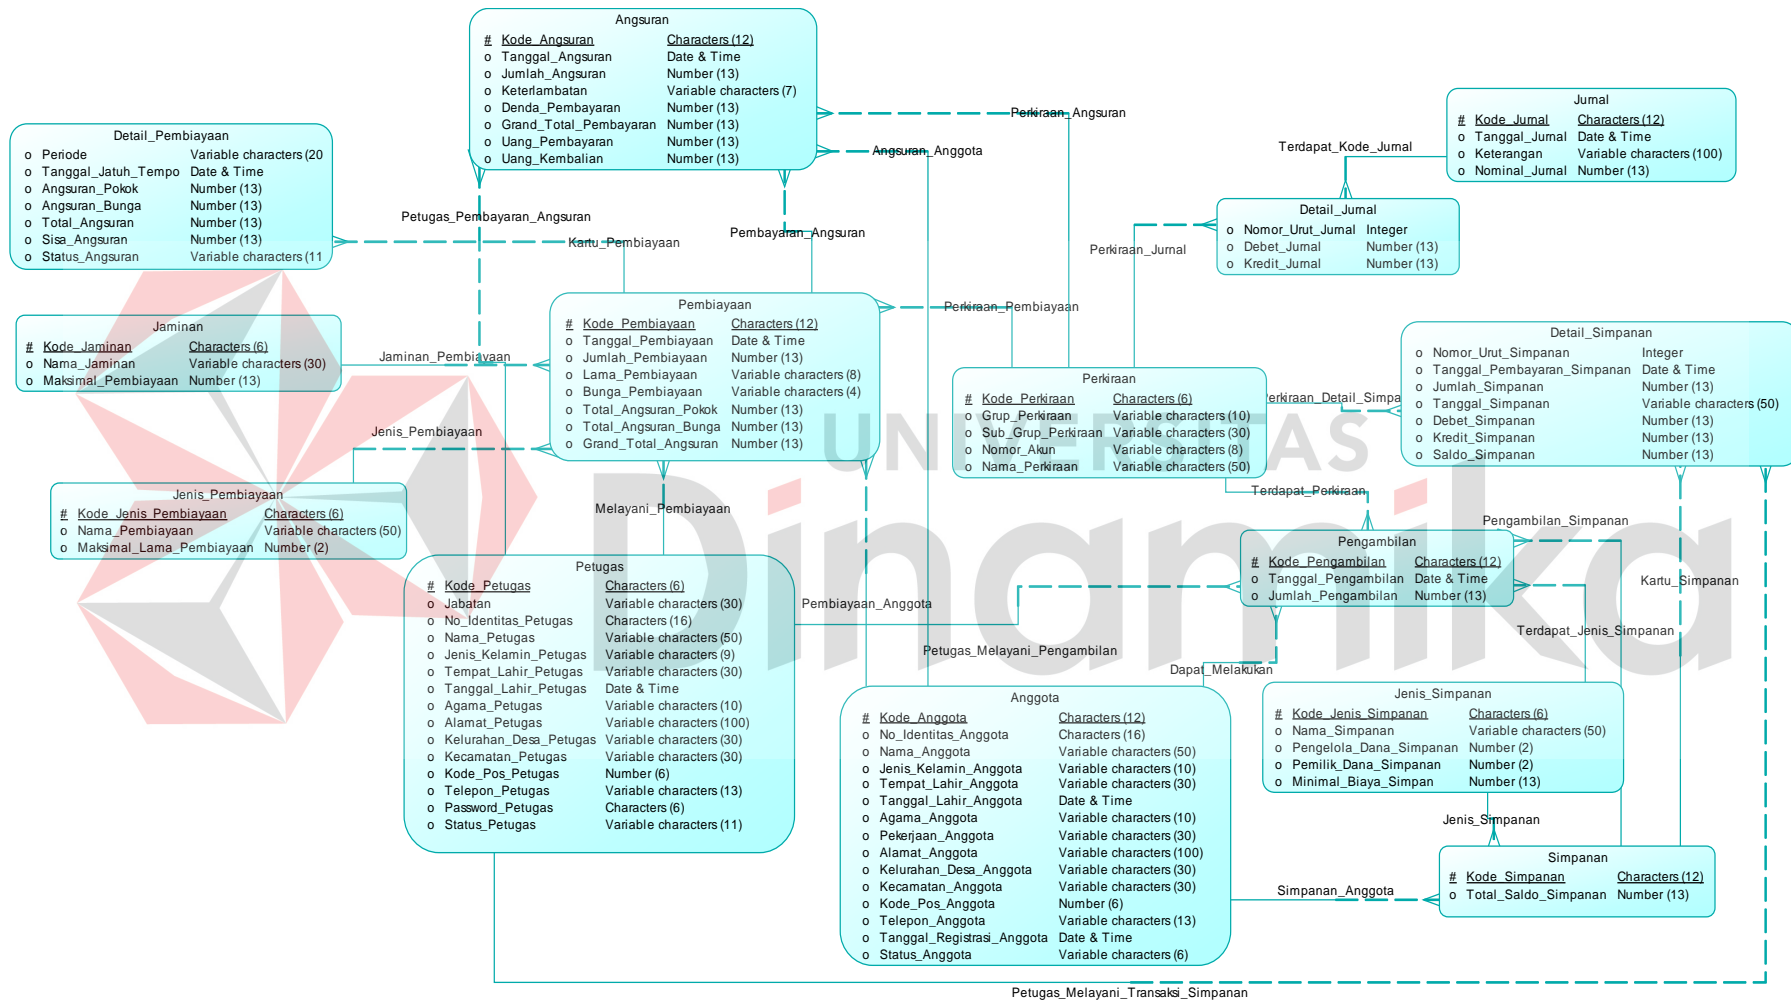 Angsuran
# Kode_Angsuran Characters (12)
o Tanggal_Angsuran Date & Time
o Jumlah_Angsuran Number (13)
o Keterlambatan Variable characters (7)
o Denda_Pembayaran Number (13)
o Grand_Total_Pembayaran Number (13)
o Uang_Pembayaran Number (13)
o Uang_Kembalian Number (13)
Perkiraan_Angsuran
Angsuran_Anggota
Jurnal
# Kode_Jurnal Characters (12)
o Tanggal_Jurnal Date & Time
o Keterangan Variable characters (100)
o Nominal_Jurnal Number (13)
Terdapat_Kode_Jurnal
Detail_Pembiayaan
o Periode Variable characters (20
o Tanggal_Jatuh_Tempo Date & Time
o Angsuran_Pokok Number (13)
o Angsuran_Bunga Number (13)
o Total_Angsuran Number (13)
o Sisa_Angsuran Number (13)
o Status_Angsuran Variable characters (11
Petugas_Pembayaran_Angsuran
Kartu_Pembiayaan
Pembayaran_Angsuran
Detail_Jurnal
o Nomor_Urut_Jurnal Integer
o Debet_Jurnal Number (13)
o Kredit_Jurnal Number (13)
Perkiraan_Jurnal
Jaminan
# Kode_Jaminan Characters (6)
o Nama_Jaminan Variable characters (30)
o Maksimal_Pembiayaan Number (13)
Jaminan_Pembiayaan
Pembiayaan
# Kode_Pembiayaan Characters (12)
o Tanggal_Pembiayaan Date & Time
o Jumlah_Pembiayaan Number (13)
o Lama_Pembiayaan Variable characters (8)
o Bunga_Pembiayaan Variable characters (4)
o Total_Angsuran_Pokok Number (13)
o Total_Angsuran_Bunga Number (13)
o Grand_Total_Angsuran Number (13)
Perkiraan_Pembiayaan
Perkiraan
# Kode_Perkiraan Characters (6)
o Grup_Perkiraan Variable characters (10)
o Sub_Grup_Perkiraan Variable characters (30)
o Nomor_Akun Variable characters (8)
o Nama_Perkiraan Variable characters (50)
Perkiraan_Detail_Simpa
Detail_Simpanan
o Nomor_Urut_Simpanan Integer
o Tanggal_Pembayaran_Simpanan Date & Time
o Jumlah_Simpanan Number (13)
o Tanggal_Simpanan Variable characters (50)
o Debet_Simpanan Number (13)
o Kredit_Simpanan Number (13)
o Saldo_Simpanan Number (13)
UNIVERSITAS
Dinamika
Jenis_Pembiayaan
Jenis_Pembiayaan
# Kode_Jenis_Pembiayaan Characters (6)
o Nama_Pembiayaan Variable characters (50)
o Maksimal_Lama_Pembiayaan Number (2)
Melayani_Pembiayaan
Terdapat_Perkiraan
Pengambilan_Simpanan
Pengambilan
# Kode_Pengambilan Characters (12)
o Tanggal_Pengambilan Date & Time
o Jumlah_Pengambilan Number (13)
Kartu_Simpanan
Terdapat_Jenis_Simpanan
Petugas
# Kode_Petugas Characters (6)
o Jabatan Variable characters (30)
o No_Identitas_Petugas Characters (16)
o Nama_Petugas Variable characters (50)
o Jenis_Kelamin_Petugas Variable characters (9)
o Tempat_Lahir_Petugas Variable characters (30)
o Tanggal_Lahir_Petugas Date & Time
o Agama_Petugas Variable characters (10)
o Alamat_Petugas Variable characters (100)
o Kelurahan_Desa_Petugas Variable characters (30)
o Kecamatan_Petugas Variable characters (30)
o Kode_Pos_Petugas Number (6)
o Telepon_Petugas Variable characters (13)
o Password_Petugas Characters (6)
o Status_Petugas Variable characters (11)
Pembiayaan_Anggota
Petugas_Melayani_Pengambilan
Dapat_Melakukan
Anggota
# Kode_Anggota Characters (12)
o No_Identitas_Anggota Characters (16)
o Nama_Anggota Variable characters (50)
o Jenis_Kelamin_Anggota Variable characters (10)
o Tempat_Lahir_Anggota Variable characters (30)
o Tanggal_Lahir_Anggota Date & Time
o Agama_Anggota Variable characters (10)
o Pekerjaan_Anggota Variable characters (30)
o Alamat_Anggota Variable characters (100)
o Kelurahan_Desa_Anggota Variable characters (30)
o Kecamatan_Anggota Variable characters (30)
o Kode_Pos_Anggota Number (6)
o Telepon_Anggota Variable characters (13)
o Tanggal_Registrasi_Anggota Date & Time
o Status_Anggota Variable characters (6)
Jenis_Simpanan
# Kode_Jenis_Simpanan Characters (6)
o Nama_Simpanan Variable characters (50)
o Pengelola_Dana_Simpanan Number (2)
o Pemilik_Dana_Simpanan Number (2)
o Minimal_Biaya_Simpan Number (13)
Jenis_Simpanan
Simpanan
# Kode_Simpanan Characters (12)
o Total_Saldo_Simpanan Number (13)
Simpanan_Anggota
Petugas_Melayani_Transaksi_Simpanan